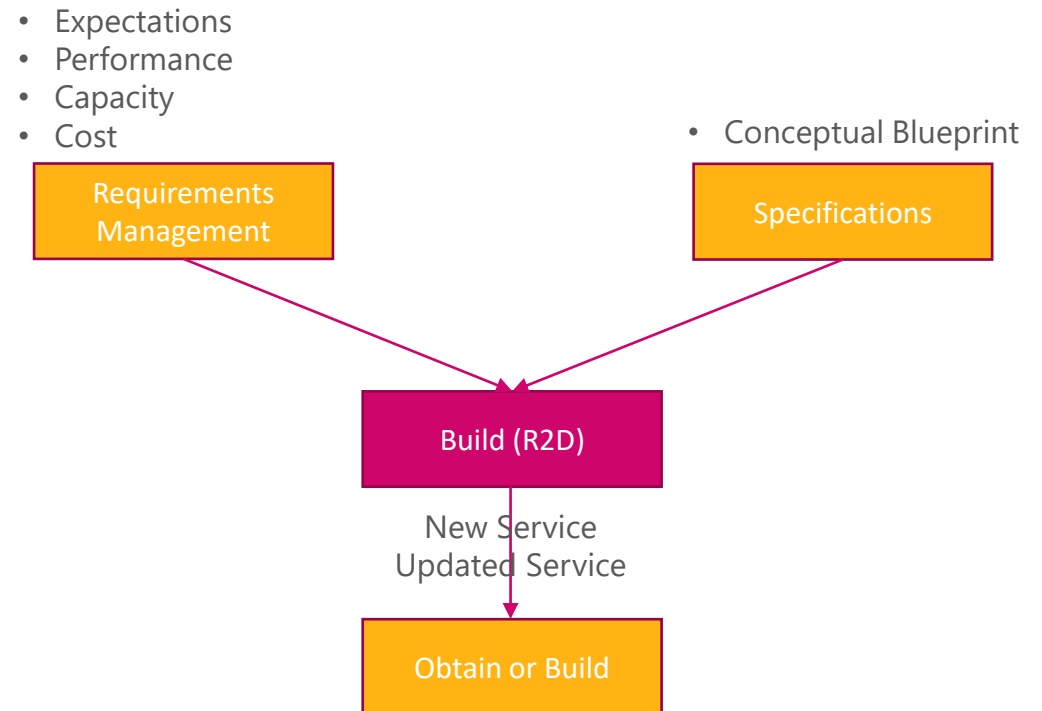 • Expectations
• Performance
• Capacity
• Cost
• Conceptual Blueprint
Requirements
Management
Specifications
Build (R2D)
New Service
Updated Service
Obtain or Build